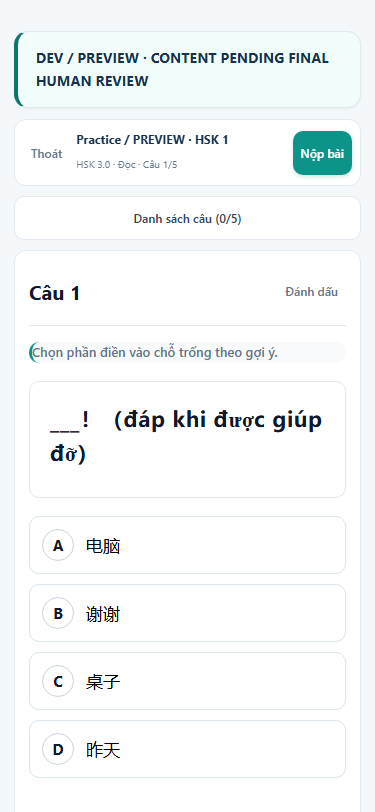 DEV / PREVIEW · CONTENT PENDING FINAL
HUMAN REVIEW
Thoát
Practice / PREVIEW · HSK 1
HSK 3.0 · Đọc · Câu 1/5
Nộp bài
Danh sách câu (0/5)
Câu 1
Đánh dấu
Chọn phần điền vào chỗ trống theo gợi ý.
___！（đáp khi được giúp
đỡ）
A 电脑
B 谢谢
C 桌子
D 昨天